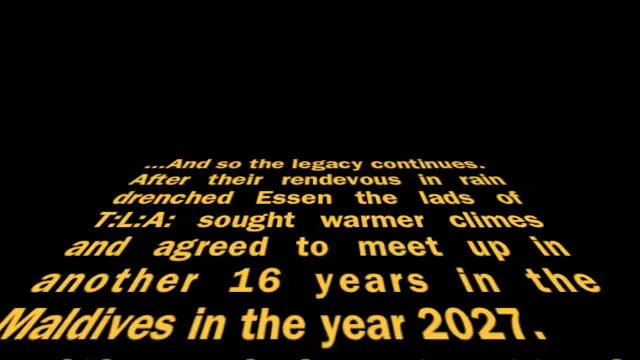 ...And so the legacy continues.
After their rendevous in rain
drenched Essen the lads of
T:L:A: sought warmer climes
and agreed to meet up in
another 16 years in the
Maldives in the year 2027.